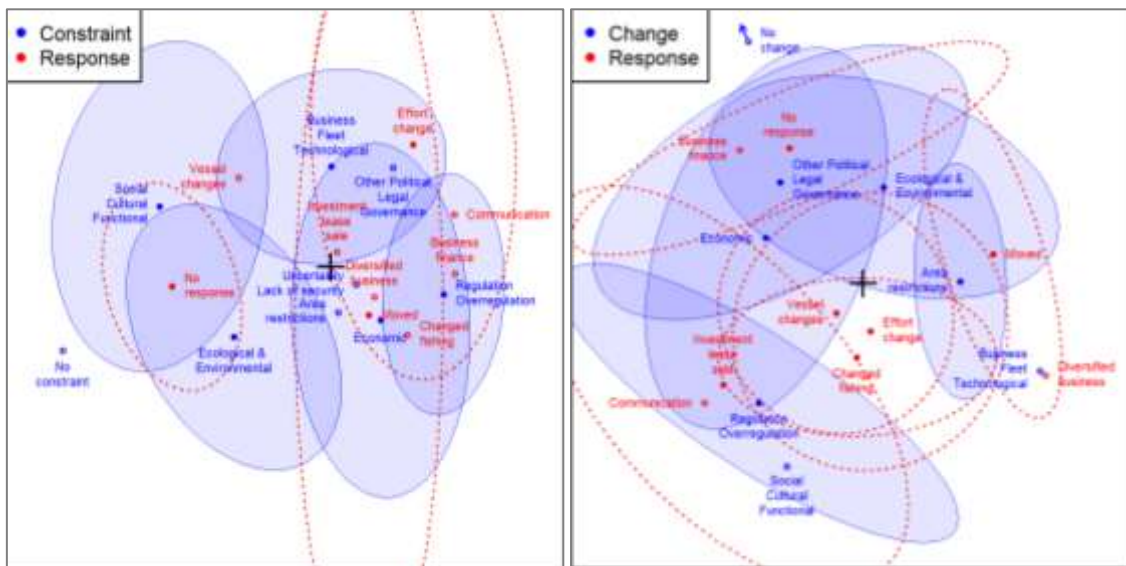 Constraint
Response
Business
Fleet
Technological
Effort
change
Vessel
changes
Other Political
Legal
Governance
Social
Cultural
Functional
Investment
lease
sale
Communication
Business
finance
Diversified
business
Uncertainty
Lack of security
Area
restrictions
No
response
Regulation
Overregulation
Moved
Economic
Changed
fishing
Ecological &
Environmental
No
constraint
Change
Response
No
change
No
response
Business
finance
Other Political
Legal
Governance
Ecological &
Environmental
Economic
Moved
Area
restrictions
Vessel
changes
Effort
change
Investment
lease
sale
Changed
fishing
Business
Fleet
Technological
Diversified
business
Communication
Regulation
Overregulation
Social
Cultural
Functional